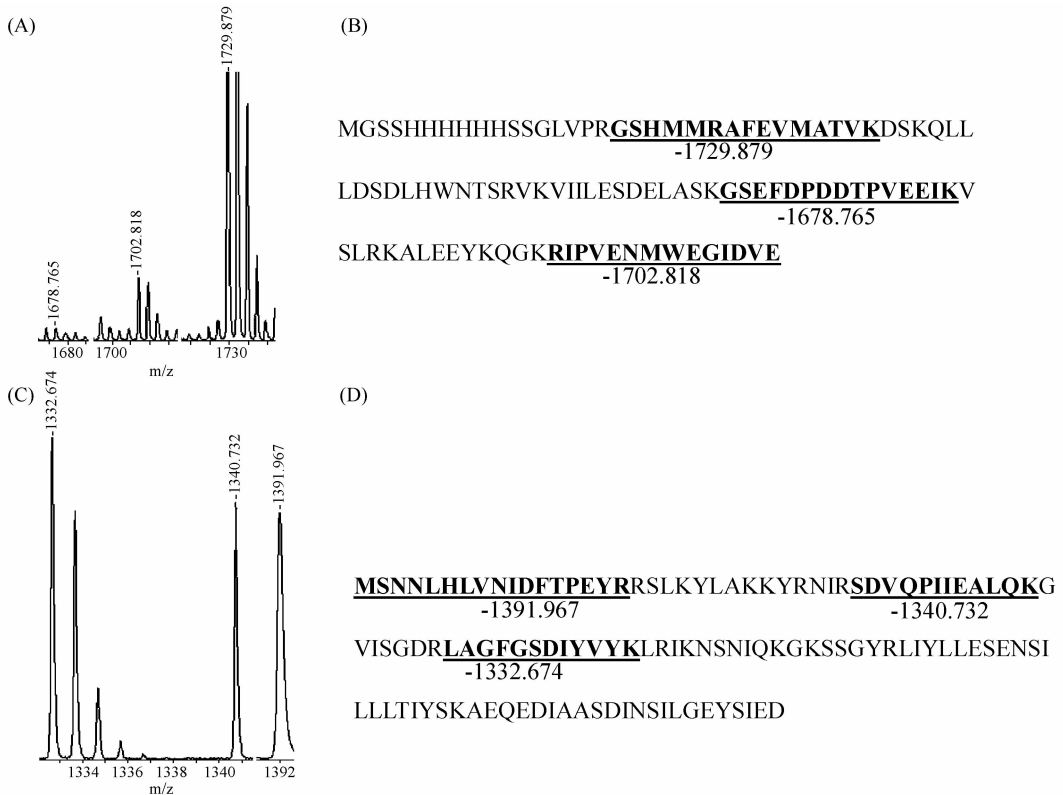 (A)
-1729.879
-1702.818
-1678.765
1680
1700
1730
m/z
(B)
MGSSHHHHHHSSGLVPRGSHMMRAFEVMATVKDSKQLL
-1729.879
LDSDLHWNTSRVKVIILESDELASKGSEFDPDDTPVEEIKV
-1678.765
SLRKALEEYKQGKRIPVENMWEGIDVE
-1702.818
(C)
-1332.674
-1340.732
-1391.967
1334
1336
1338
1340
1392
m/z
(D)
MSNNLHLVNIDFTPEYRRSLKYLAKKYRNIRSDVQPIIEALQKG
-1391.967
-1340.732
VISGDRLAGFGSDIYVYKLRIKNSNIQKGKSSGYRLIYLLESENSI
-1332.674
LLLTIYSKAEQEDIAASDINSILGEYSIED